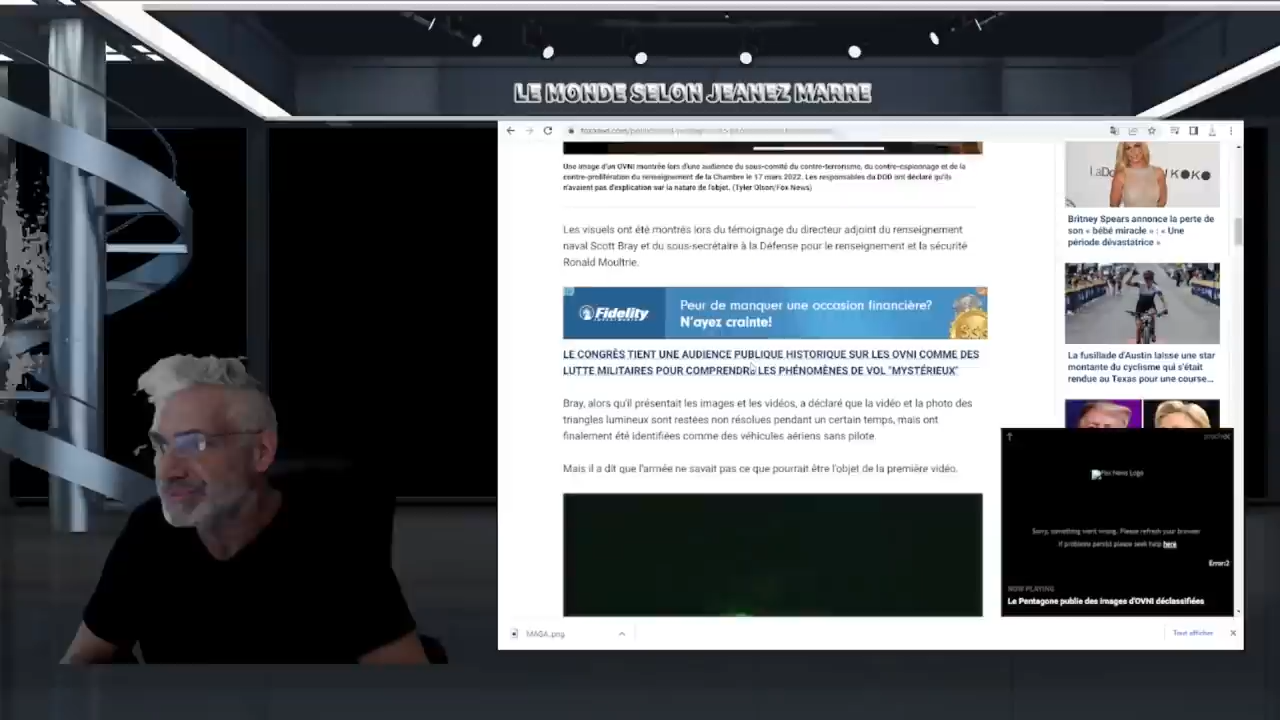 LE MONDE SELON JEANEZ MARRE
Une image d'un OVNI montrée lors d'une audience du sous-comité du contre-terrorisme, du contre-espionnage et de la
contre-prolifération du renseignement de la Chambre le 17 mars 2022. Les responsables du DOD ont déclaré qu'ils
n'avaient pas d'explication sur la nature de l'objet. (Tyler Olson/Fox News)
Les visuels ont été montrés lors du témoignage du directeur adjoint du renseignement
naval Scott Bray et du sous-secrétaire à la Défense pour le renseignement et la sécurité
Ronald Moultrie.
Fidelity
INVESTMENTS
Peur de manquer une occasion financière?
N'ayez crainte!
LE CONGRÈS TIENT UNE AUDIENCE PUBLIQUE HISTORIQUE SUR LES OVNI COMME DES
LUTTE MILITAIRES POUR COMPRENDRE LES PHÉNOMÈNES DE VOL "MYSTÉRIEUX"
Bray, alors qu'il présentait les images et les vidéos, a déclaré que la vidéo et la photo des
triangles lumineux sont restées non résolues pendant un certain temps, mais ont
finalement été identifiées comme des véhicules aériens sans pilote.
Mais il a dit que l'armée ne savait pas ce que pourrait être l'objet de la première vidéo.
KOKO
Britney Spears annonce la perte de
son « bébé miracle » : « Une
période dévastatrice »
La fusillade d'Austin laisse une star
montante du cyclisme qui s'était
rendue au Texas pour une course...
Fox News Logo
Sorry, something went wrong. Please refresh your browser
If problems persist please seek help here
Error:2
NOW PLAYING
Le Pentagone publie des images d'OVNI déclassifiées
MAGA.png
Tout afficher